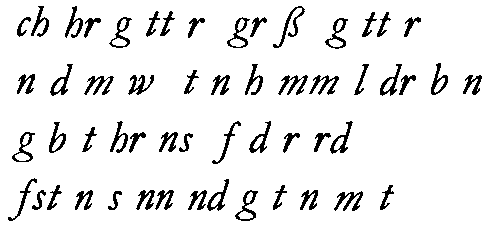 ch hr g tt r gr ß g tt r
n d m w t n h mm l dr b n
g b t hr ns f d r rd
fst n s nn nd g t n m t